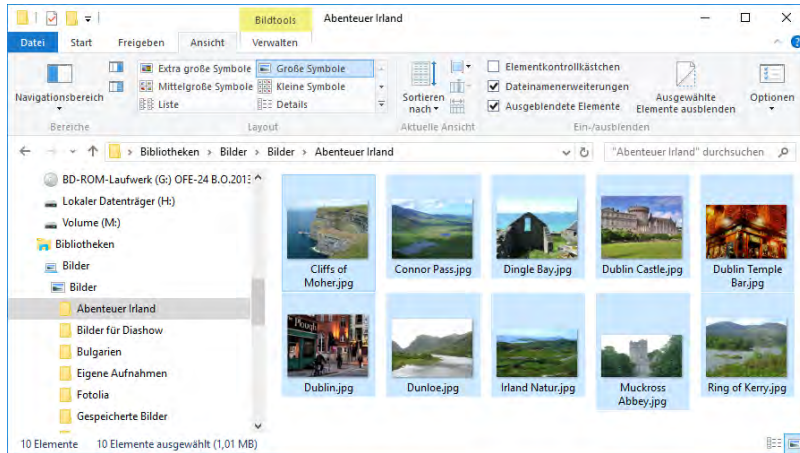 Bildtools
Abenteuer Irland
Datei
Start
Freigeben
Ansicht
Verwalten
Navigationsbereich
Extra große Symbole
Große Symbole
Mittelgroße Symbole
Kleine Symbole
Liste
Details
Sortieren
nach
Elementkontrollkästchen
Dateinamenerweiterungen
Ausgeblendete Elemente
Ausgewählte
Elemente ausblenden
Optionen
Bereiche
Layout
Aktuelle Ansicht
Ein-/ausblenden
Bibliotheken > Bilder > Bilder > Abenteuer Irland
"Abenteuer Irland" durchsuchen
BD-ROM-Laufwerk (G:) OFE-24 B.O.2013
Lokaler Datenträger (H:)
Volume (M:)
Bibliotheken
Bilder
Bilder
Abenteuer Irland
Bilder für Diashow
Bulgarien
Eigene Aufnahmen
Fotolia
Gespeicherte Bilder
Cliffs of
Moher.jpg
Connor Pass.jpg
Dingle Bay.jpg
Dublin Castle.jpg
Dublin Temple
Bar.jpg
Dublin.jpg
Dunloe.jpg
Irland Natur.jpg
Muckross
Abbey.jpg
Ring of Kerry.jpg
10 Elemente
10 Elemente ausgewählt (1,01 MB)